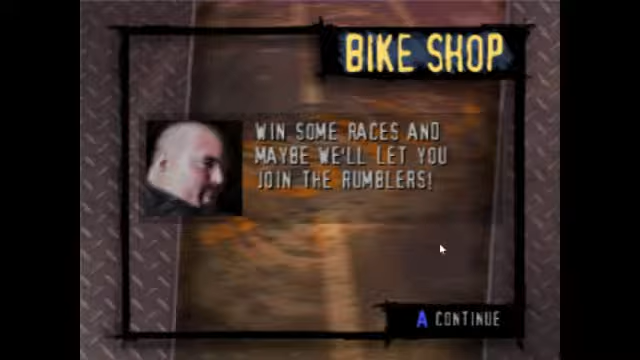 BIKE SHOP
WIN SOME RACES AND
MAYBE WE'LL LET YOU
JOIN THE RUMBLERS!
A CONTINUE